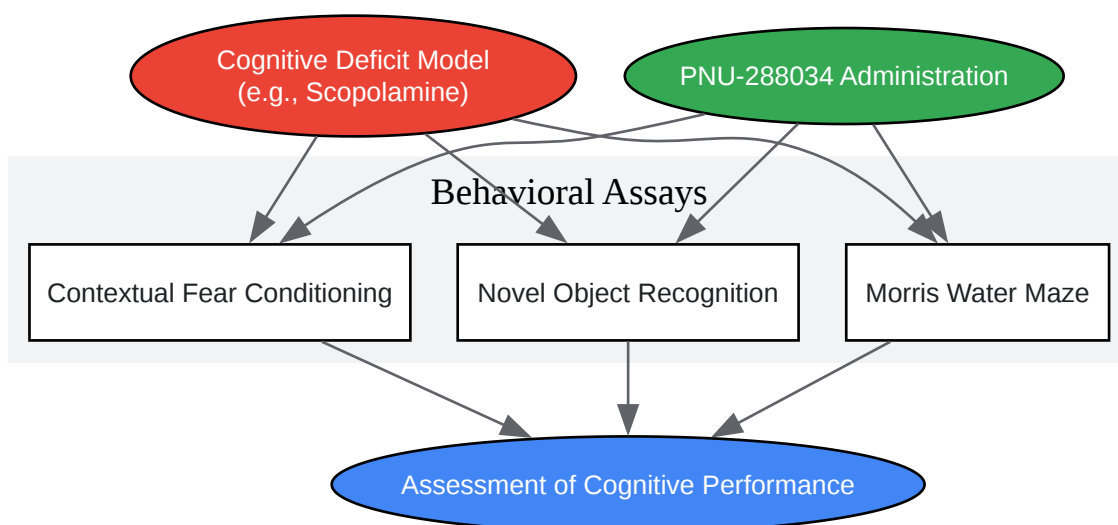 Cognitive Deficit Model
(e.g., Scopolamine)
PNU-288034 Administration
Behavioral Assays
Contextual Fear Conditioning
Novel Object Recognition
Morris Water Maze
Assessment of Cognitive Performance